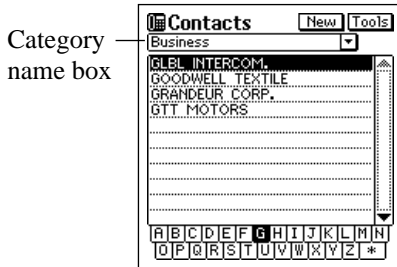 Contacts New Tools
Category name box
Business
GLBL INTERCOM.
GOODWELL TEXTILE
GRANDEUR CORP.
GTT MOTORS
A B C D E F G H I J K L M N
O P Q R S T U V W X Y Z *